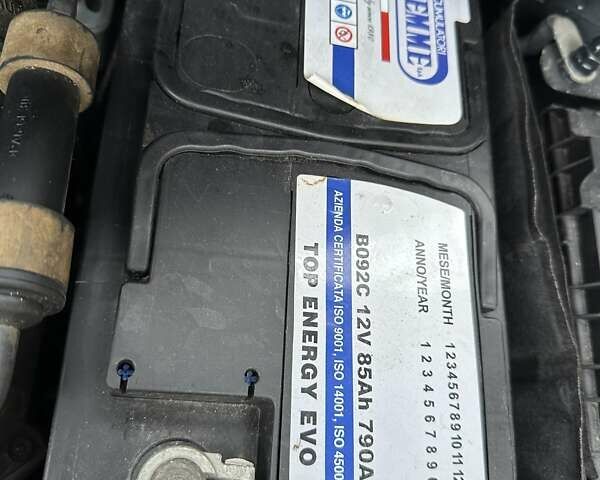 CUMULATORI
EMME
MESE/MONTH 1 2 3 4 5 6 7 8 9 10 11 12
ANNO/YEAR 1 2 3 4 5 6 7 8 9 0
B092C 12V 85Ah 790A
AZIENDA CERTIFICATA ISO 9001, ISO 14001, ISO 4500
TOP ENERGY EVO